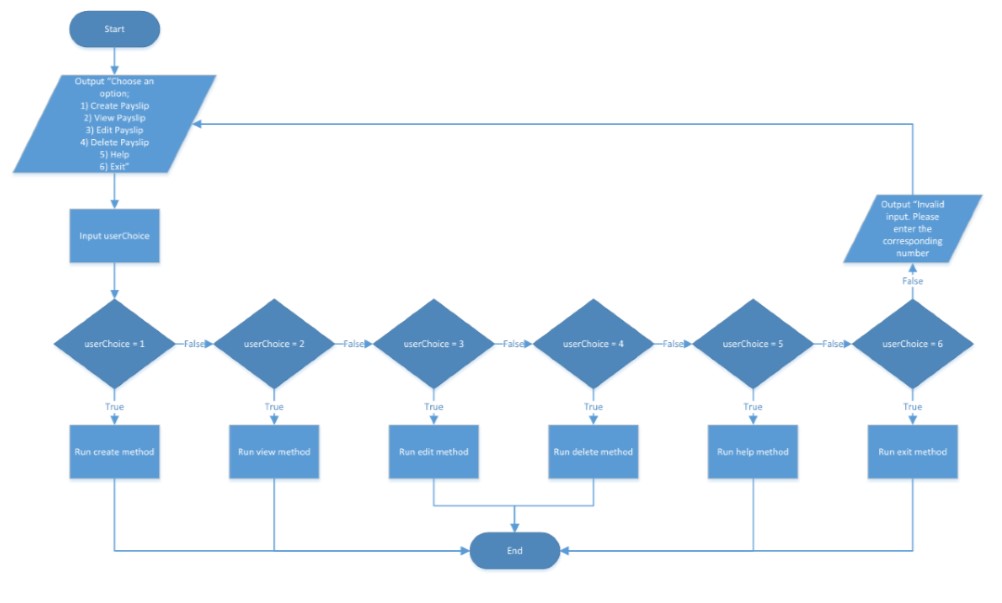 Start
Output "Choose an
option;
1) Create Payslip
2) View Payslip
3) Edit Payslip
4) Delete Payslip
5) Help
6) Exit"
Input userChoice
Output "Invalid
input. Please
enter the
corresponding
number
False
userChoice = 1
False
userChoice = 2
False
userChoice = 3
False
userChoice = 4
False
userChoice = 5
False
userChoice = 6
True
True
True
True
True
True
Run create method
Run view method
Run edit method
Run delete method
Run help method
Run exit method
End